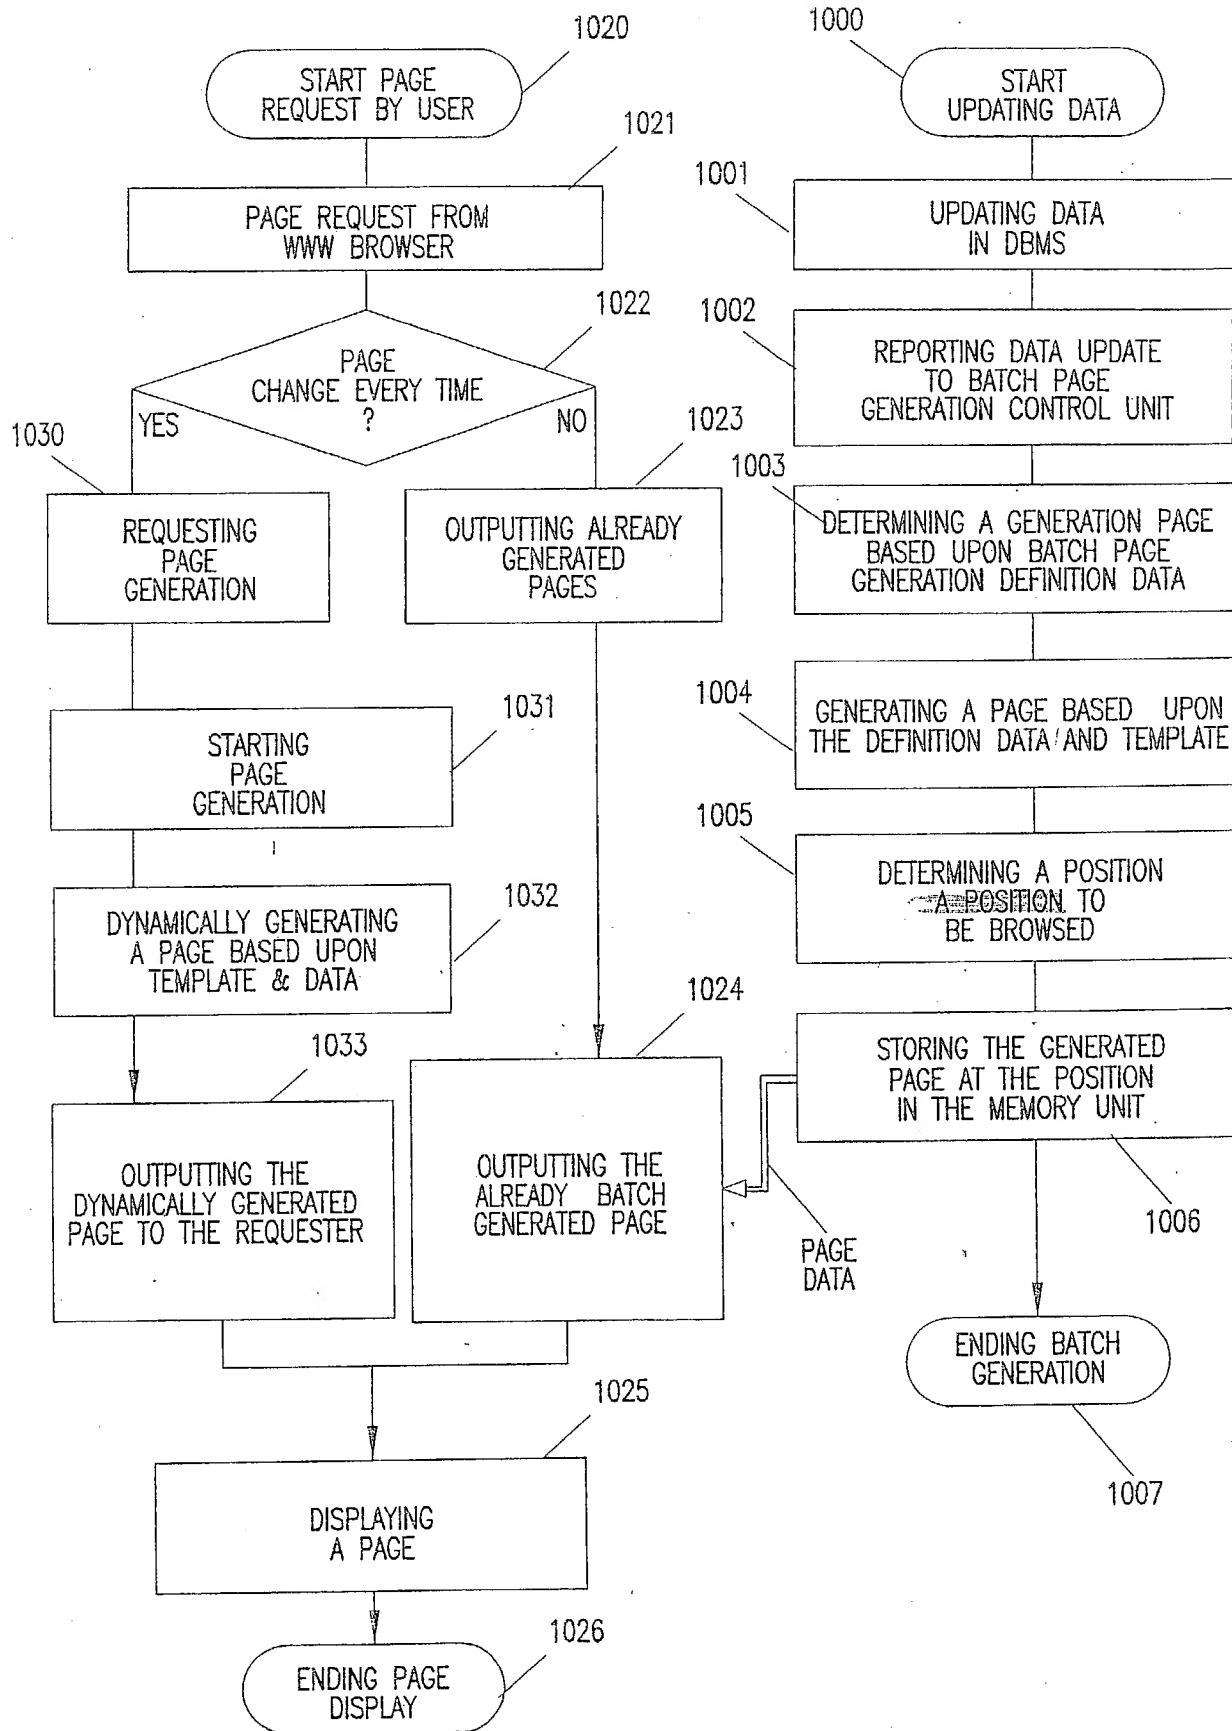 1020
START PAGE
REQUEST BY USER
1021
PAGE REQUEST FROM
WWW BROWSER
1022
PAGE
CHANGE EVERY TIME
?
YES
NO
1030
REQUESTING
PAGE
GENERATION
1023
OUTPUTTING ALREADY
GENERATED
PAGES
1031
STARTING
PAGE
GENERATION
1032
DYNAMICALLY GENERATING
A PAGE BASED UPON
TEMPLATE & DATA
1033
OUTPUTTING THE
DYNAMICALLY GENERATED
PAGE TO THE REQUESTER
1024
OUTPUTTING THE
ALREADY BATCH
GENERATED PAGE
PAGE
DATA
1025
DISPLAYING
A PAGE
1026
ENDING PAGE
DISPLAY
1000
START
UPDATING DATA
1001
UPDATING DATA
IN DBMS
1002
REPORTING DATA UPDATE
TO BATCH PAGE
GENERATION CONTROL UNIT
1003
DETERMINING A GENERATION PAGE
BASED UPON BATCH PAGE
GENERATION DEFINITION DATA
1004
GENERATING A PAGE BASED UPON
THE DEFINITION DATA AND TEMPLATE
1005
DETERMINING A POSITION
A POSITION TO
BE BROWSED
STORING THE GENERATED
PAGE AT THE POSITION
IN THE MEMORY UNIT
1006
ENDING BATCH
GENERATION
1007